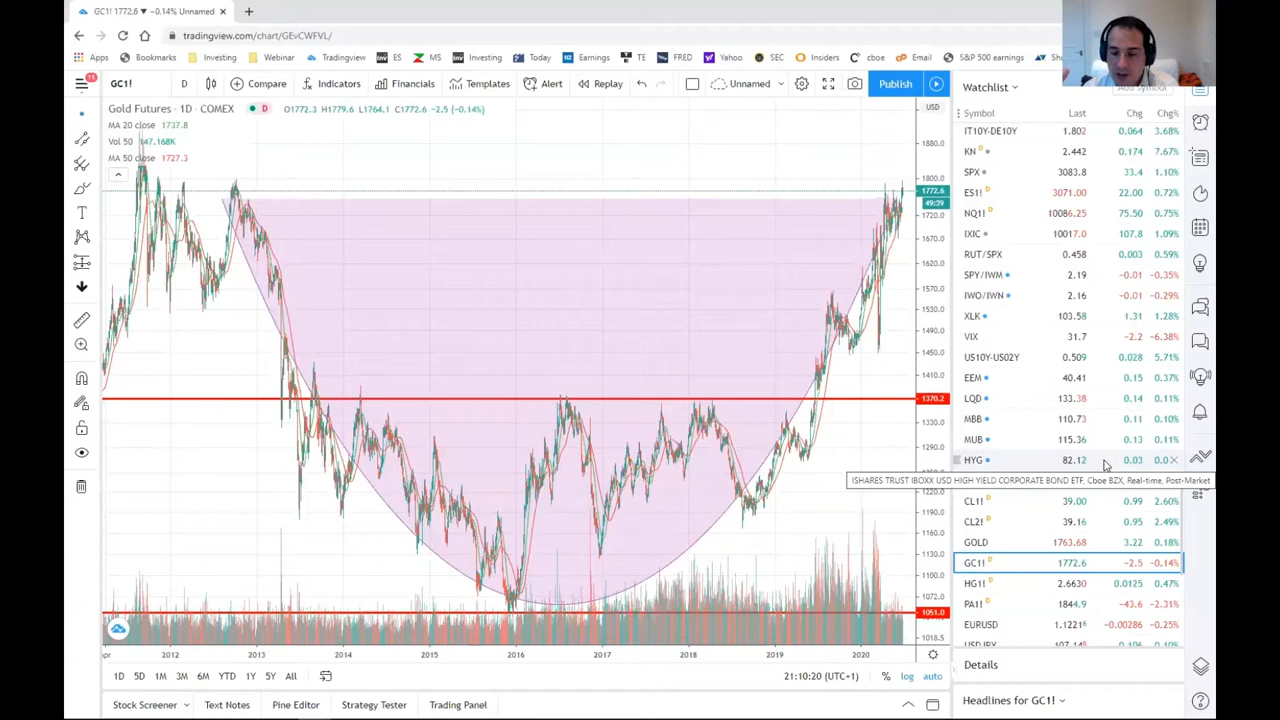 GC1! 1772.6 ▼ −0.14% Unnamed
tradingview.com/chart/GEvCWFVL/
Apps Bookmarks Investing Webinar Tradingview ES MS Investing Today Earnings TE FRED Yahoo SEC Insiders cboe Email S&P 500 earnings
11
GC1! D Compare Indicators Financials Templates Alert Replay Unnamed Publish
Gold Futures · 1D · COMEX D O1772.3 H1779.6 L1764.1 C1772.6 −2.5 (−0.14%)
MA 20 close 1737.8
Vol 50 147.168K
MA 50 close 1727.3
USD
1880.0
1800.0
1772.6
49:39
1720.0
1670.0
1620.0
1570.0
1530.0
1490.0
1450.0
1410.0
1370.2
1330.0
1290.0
1220.0
1190.0
1160.0
1130.0
1100.0
1072.0
1051.0
1018.5
2012 2013 2014 2015 2016 2017 2018 2019 2020
1D 5D 1M 3M 6M YTD 1Y 5Y All
21:10:20 (UTC+1) % log auto
Stock Screener Text Notes Pine Editor Strategy Tester Trading Panel
Watchlist
Add symbol
Symbol Last Chg Chg%
IT10Y-DE10Y 1.802 0.064 3.68%
KN D 2.442 0.174 7.67%
SPX 3083.8 33.4 1.10%
ES1! D 3071.00 22.00 0.72%
NQ1! D 10086.25 75.50 0.75%
IXIC 10017.0 107.8 1.09%
RUT/SPX 0.458 0.003 0.54%
SPY/IWM 2.19 −0.01 −0.35%
IWO/IWN 2.16 −0.01 −0.29%
XLK 103.58 1.31 1.28%
VIX 31.7 −2.2 −6.38%
US10Y-US02Y 0.509 0.028 5.71%
EEM 40.41 0.15 0.37%
LQD 133.38 0.14 0.11%
MBB 110.73 0.11 0.10%
MUB 115.36 0.13 0.11%
HYG 82.12 0.03 0.0
ISHARES TRUST IBOXX USD HIGH YIELD CORPORATE BOND ETF, Cboe BZX, Real-time, Post-Market
CL1! D 39.00 0.99 2.60%
CL2! D 39.16 0.95 2.49%
GOLD 1763.68 3.22 0.18%
GC1! D 1772.6 −2.5 −0.14%
HG1! D 2.6630 0.0125 0.47%
PA1! D 1844.9 −43.6 −2.31%
EURUSD 1.12216 −0.00286 −0.25%
Details
Headlines for GC1!